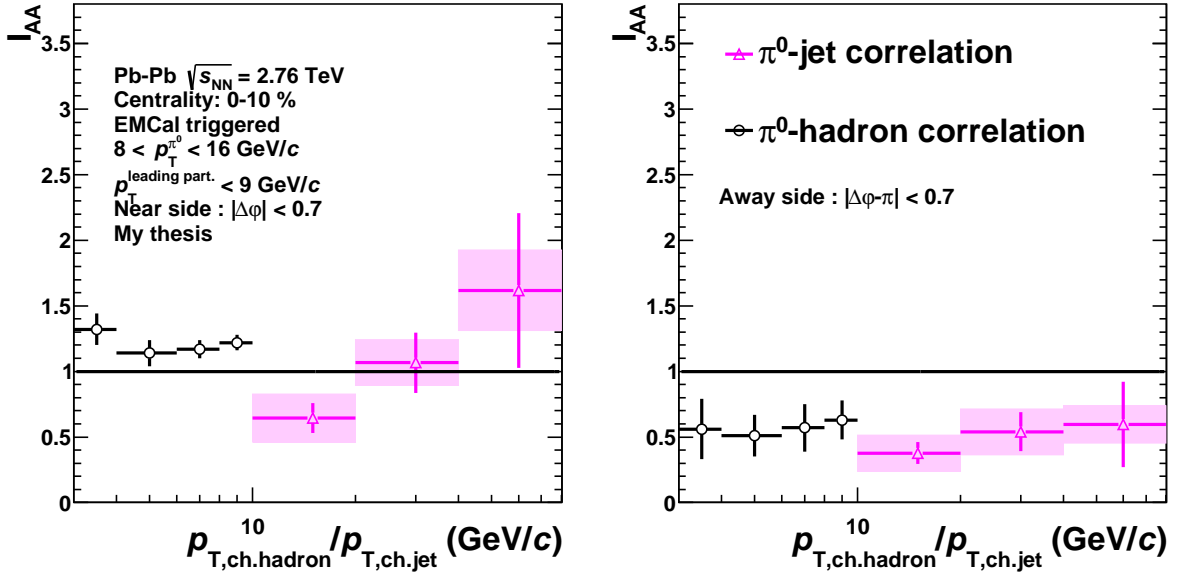 I_AA
3.5
3
2.5
2
1.5
1
0.5
0
Pb-Pb √s_NN = 2.76 TeV
Centrality: 0-10 %
EMCal triggered
8 < p_T^π⁰ < 16 GeV/c
p_T^leading part. < 9 GeV/c
Near side : |Δφ| < 0.7
My thesis
10
p_T,ch.hadron/p_T,ch.jet (GeV/c)
I_AA
3.5
3
2.5
2
1.5
1
0.5
0
π⁰-jet correlation
π⁰-hadron correlation
Away side : |Δφ-π| < 0.7
10
p_T,ch.hadron/p_T,ch.jet (GeV/c)